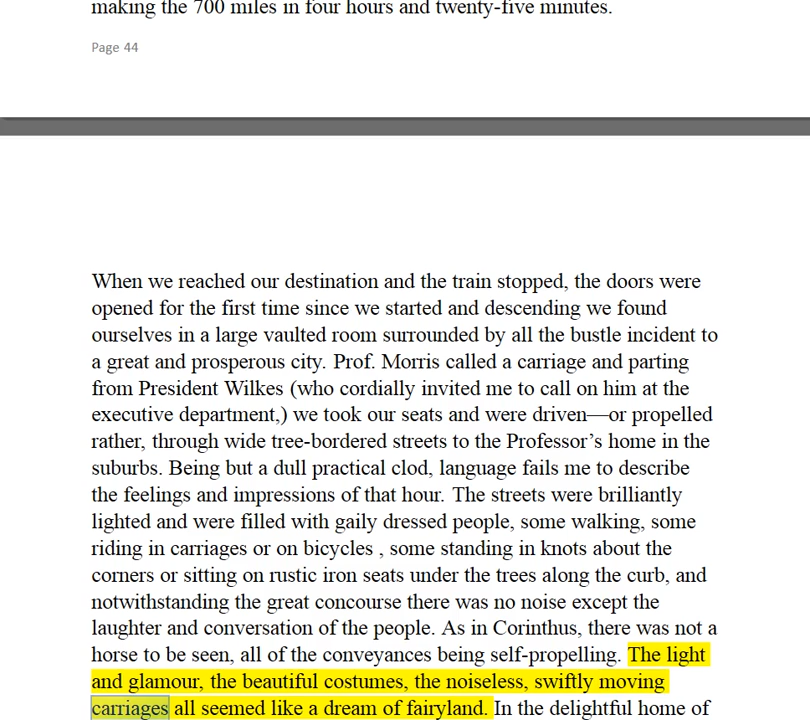 making the 700 miles in four hours and twenty-five minutes.
Page 44
When we reached our destination and the train stopped, the doors were
opened for the first time since we started and descending we found
ourselves in a large vaulted room surrounded by all the bustle incident to
a great and prosperous city. Prof. Morris called a carriage and parting
from President Wilkes (who cordially invited me to call on him at the
executive department,) we took our seats and were driven—or propelled
rather, through wide tree-bordered streets to the Professor’s home in the
suburbs. Being but a dull practical clod, language fails me to describe
the feelings and impressions of that hour. The streets were brilliantly
lighted and were filled with gaily dressed people, some walking, some
riding in carriages or on bicycles , some standing in knots about the
corners or sitting on rustic iron seats under the trees along the curb, and
notwithstanding the great concourse there was no noise except the
laughter and conversation of the people. As in Corinthus, there was not a
horse to be seen, all of the conveyances being self-propelling. The light
and glamour, the beautiful costumes, the noiseless, swiftly moving
carriages all seemed like a dream of fairyland. In the delightful home of